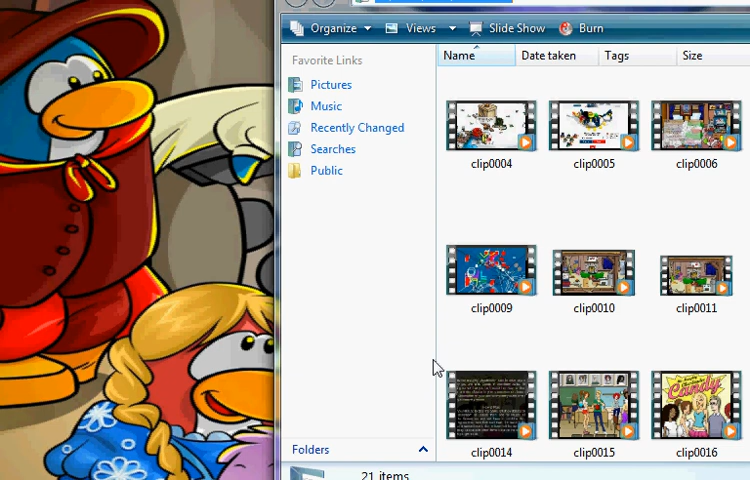 Organize Views Slide Show Burn
Favorite Links
Pictures
Music
Recently Changed
Searches
Public
Folders
Name Date taken Tags Size
clip0004 clip0005 clip0006
clip0009 clip0010 clip0011
Candy
clip0014 clip0015 clip0016
21 items